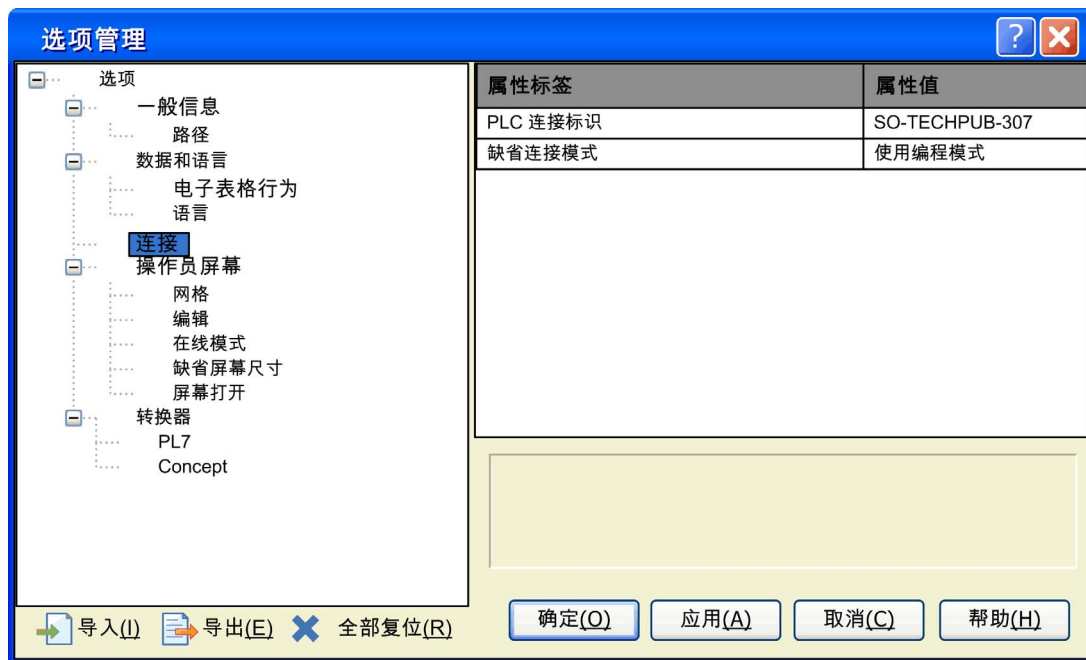 选项管理
选项
一般信息
路径
数据和语言
电子表格行为
语言
连接
操作员屏幕
网格
编辑
在线模式
缺省屏幕尺寸
屏幕打开
转换器
PL7
Concept
属性标签 属性值
PLC 连接标识 SO-TECHPUB-307
缺省连接模式 使用编程模式
导入(I) 导出(E) 全部复位(R)
确定(O) 应用(A) 取消(C) 帮助(H)